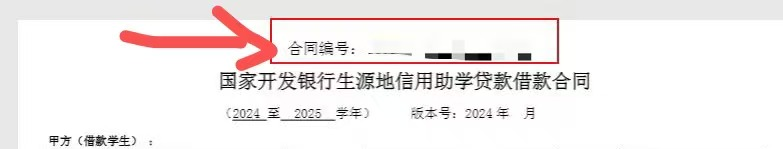 合同编号:
国家开发银行生源地信用助学贷款借款合同
(2024 至 2025 学年) 版本号:2024 年 月
甲方(借款学生):